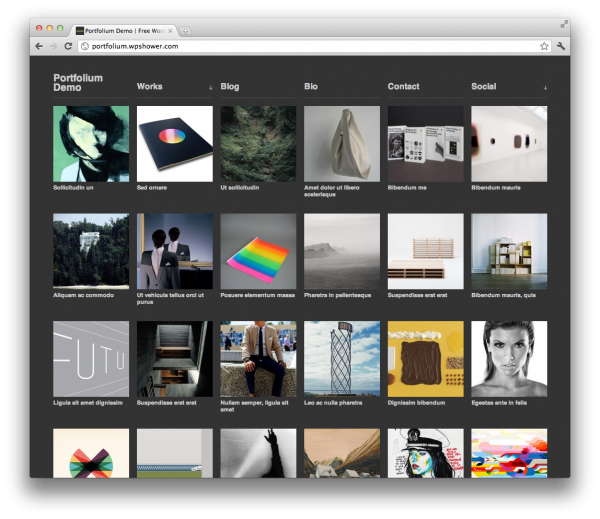 Portfolium Demo | Free Wor
portfolium.wpshower.com
Portfolium
Demo
Works
Blog
Bio
Contact
Social
Sollicitudin un
Sed ornare
Ut sollicitudin
Amet dolor ut libero
scelerisque
Bibendum me
Bibendum mauris
Aliquam ac commodo
Ut vehicula tellus orci ut
purus
Posuere elementum massa
Pharetra in pellentesque
Suspendisse erat erat
Bibendum mauris, quis
FUTU
Ligula sit amet dignissim
Suspendisse erat erat
Nullam semper, ligula sit
amet
Leo ac nulla pharetra
Dignissim bibendum
Egestas ante in felis